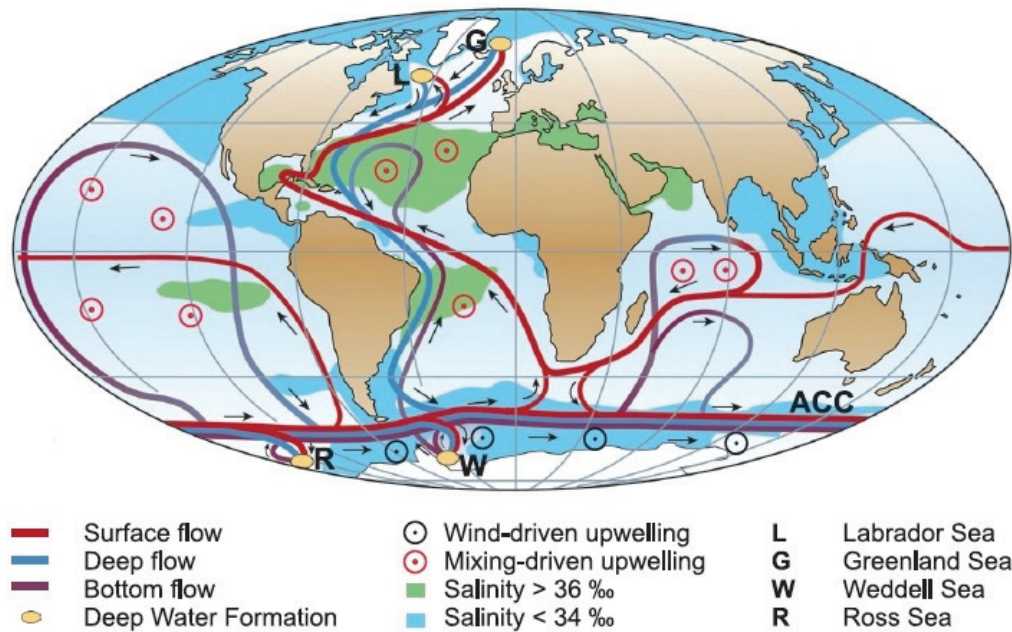 G
L
ACC
R
W
Surface flow
Deep flow
Bottom flow
Deep Water Formation
Wind-driven upwelling
Mixing-driven upwelling
Salinity > 36 ‰
Salinity < 34 ‰
L Labrador Sea
G Greenland Sea
W Weddell Sea
R Ross Sea